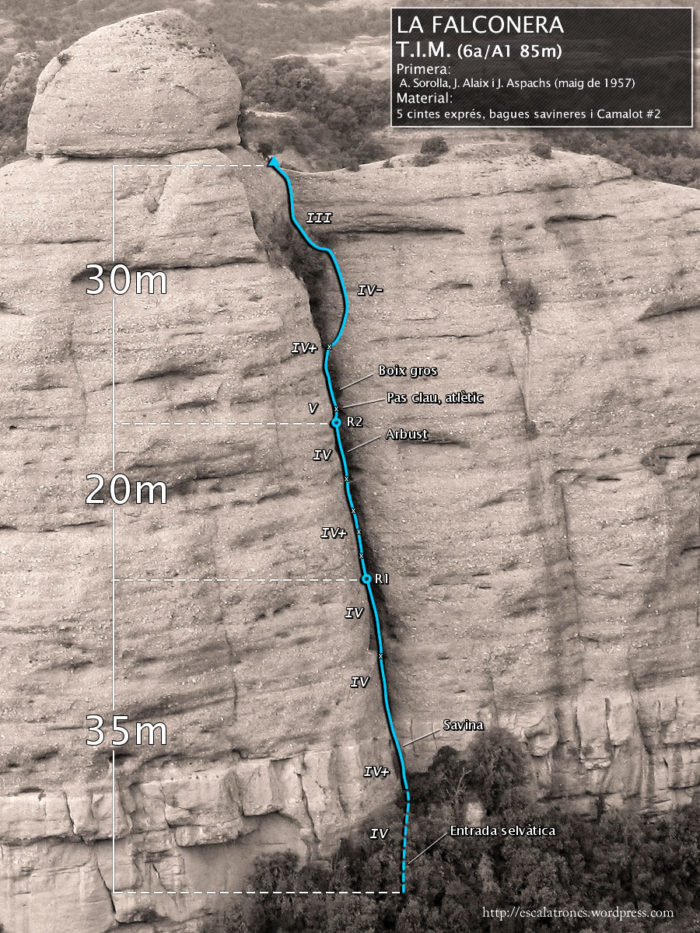 LA FALCONERA
T.I.M. (6a/A1 85m)
Primera:
A. Sorolla, J. Alaix i J. Aspachs (maig de 1957)
Material:
5 cintes exprés, bagues savineres i Camalot #2
III
30m
IV-
IV+
Boix gros
Pas clau, atlètic
V
R2
Arbust
IV
20m
IV+
R1
IV
IV
Savina
35m
IV+
Entrada selvàtica
IV
http://escalatroncs.wordpress.com